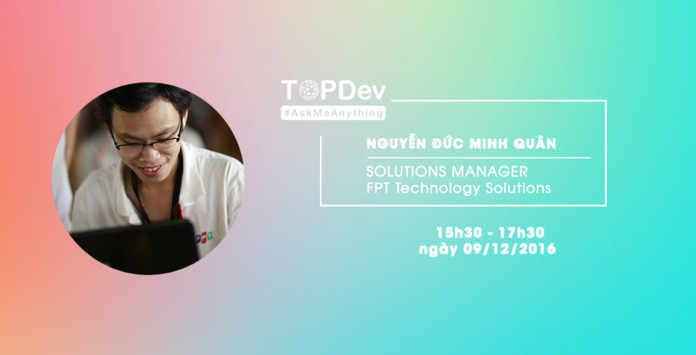 TOPDev
#AskMeAnything
NGUYỄN ĐỨC MINH QUÂN
SOLUTIONS MANAGER
FPT Technology Solutions
15h30 - 17h30
ngày 09/12/2016